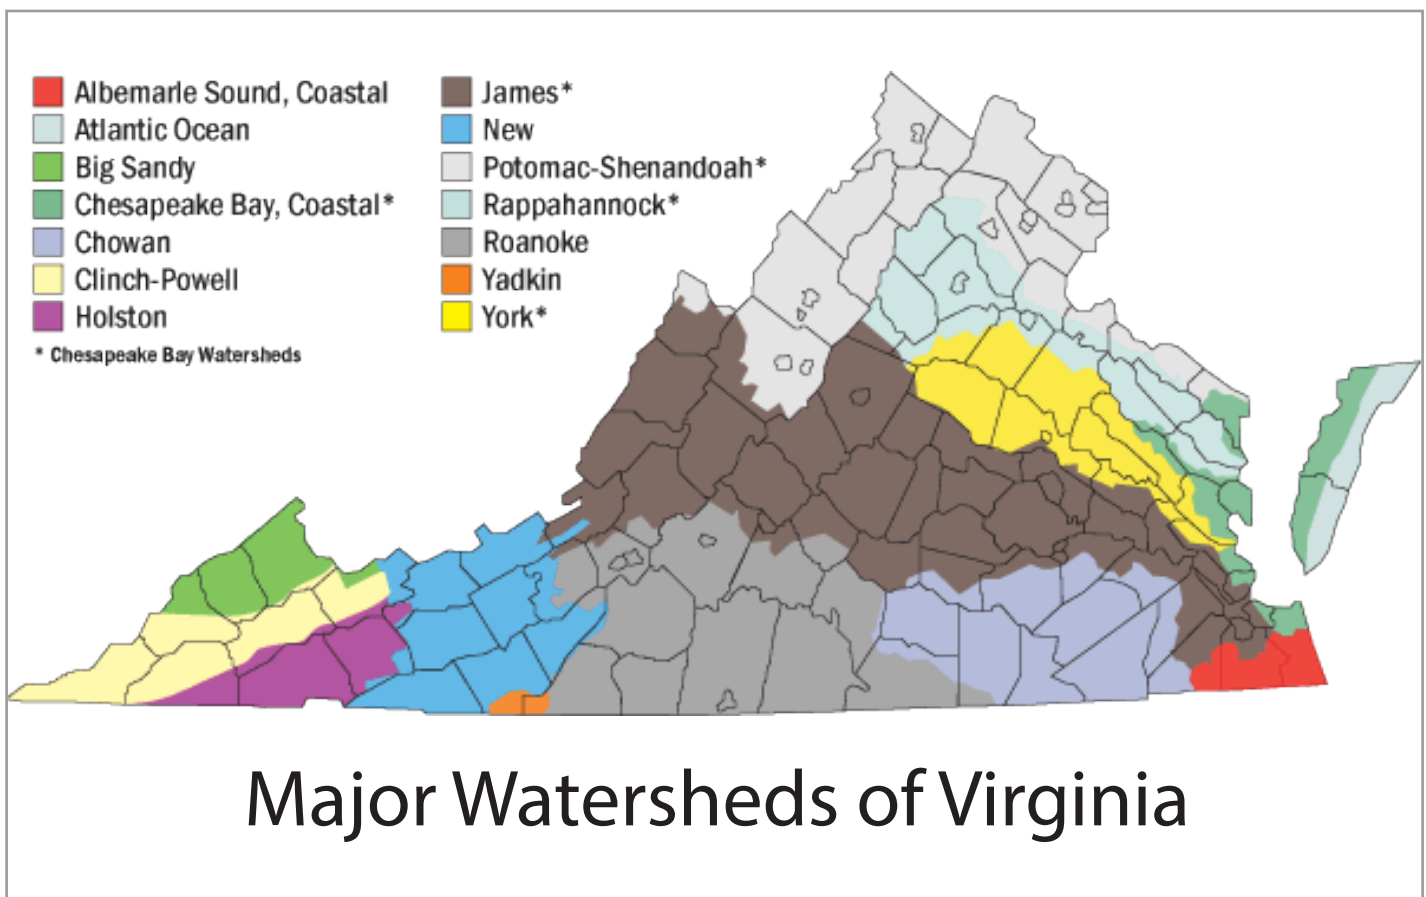 Albemarle Sound, Coastal
Atlantic Ocean
Big Sandy
Chesapeake Bay, Coastal*
Chowan
Clinch-Powell
Holston
* Chesapeake Bay Watersheds
James*
New
Potomac-Shenandoah*
Rappahannock*
Roanoke
Yadkin
York*
Major Watersheds of Virginia